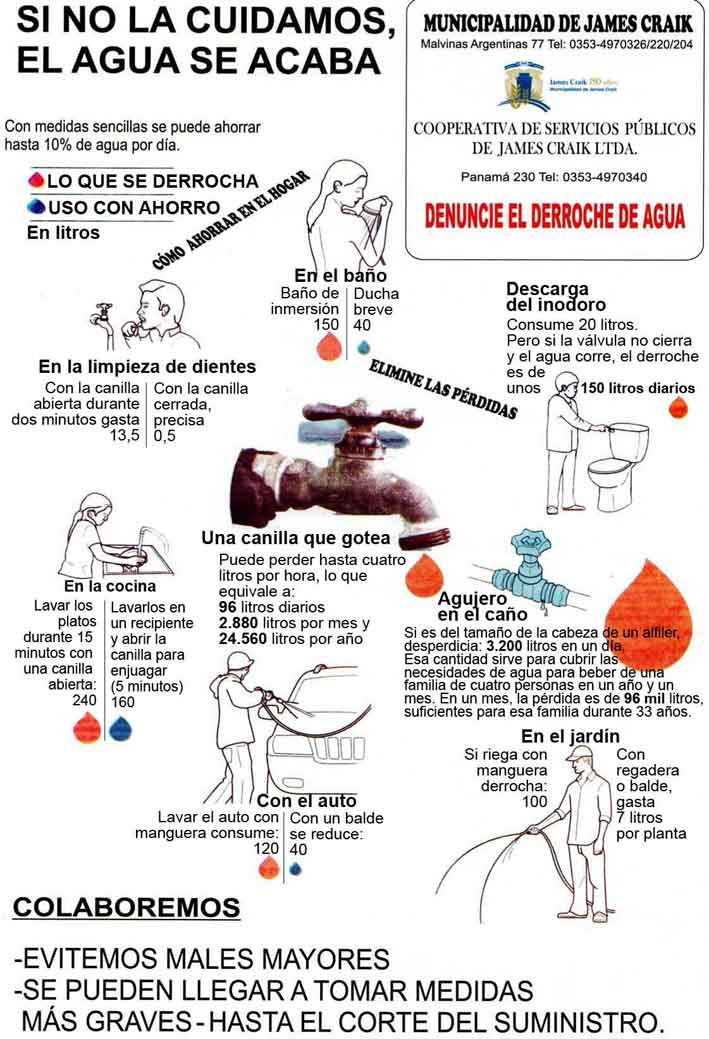 SI NO LA CUIDAMOS,
EL AGUA SE ACABA
Con medidas sencillas se puede ahorrar
hasta 10% de agua por día.
LO QUE SE DERROCHA
USO CON AHORRO
En litros
MUNICIPALIDAD DE JAMES CRAIK
Malvinas Argentinas 77 Tel: 0353-4970326/220/204
James Craik 150 años
Municipalidad de James Craik
COOPERATIVA DE SERVICIOS PÚBLICOS
DE JAMES CRAIK LTDA.
Panamá 230 Tel: 0353-4970340
DENUNCIE EL DERROCHE DE AGUA
CÓMO AHORRAR EN EL HOGAR
En el baño
Baño de
inmersión
150
Ducha
breve
40
Descarga
del inodoro
Consume 20 litros.
Pero si la válvula no cierra
y el agua corre, el derroche
es de
unos 150 litros diarios
En la limpieza de dientes
Con la canilla
abierta durante
dos minutos gasta
13,5
Con la canilla
cerrada,
precisa
0,5
ELIMINE LAS PÉRDIDAS
Una canilla que gotea
Puede perder hasta cuatro
litros por hora, lo que
equivale a:
96 litros diarios
2.880 litros por mes y
24.560 litros por año
En la cocina
Lavar los
platos
durante 15
minutos con
una canilla
abierta:
240
Lavarlos en
un recipiente
y abrir la
canilla para
enjuagar
(5 minutos)
160
Agujero
en el caño
Si es del tamaño de la cabeza de un alfiler,
desperdicia: 3.200 litros en un día.
Esa cantidad sirve para cubrir las
necesidades de agua para beber de una
familia de cuatro personas en un año y un
mes. En un mes, la pérdida es de 96 mil litros,
suficientes para esa familia durante 33 años.
En el jardín
Si riega con
manguera
derrocha:
100
Con
regadera
o balde,
gasta
7 litros
por planta
Con el auto
Lavar el auto con
manguera consume:
120
Con un balde
se reduce:
40
COLABOREMOS
-EVITEMOS MALES MAYORES
-SE PUEDEN LLEGAR A TOMAR MEDIDAS
MÁS GRAVES-HASTA EL CORTE DEL SUMINISTRO.